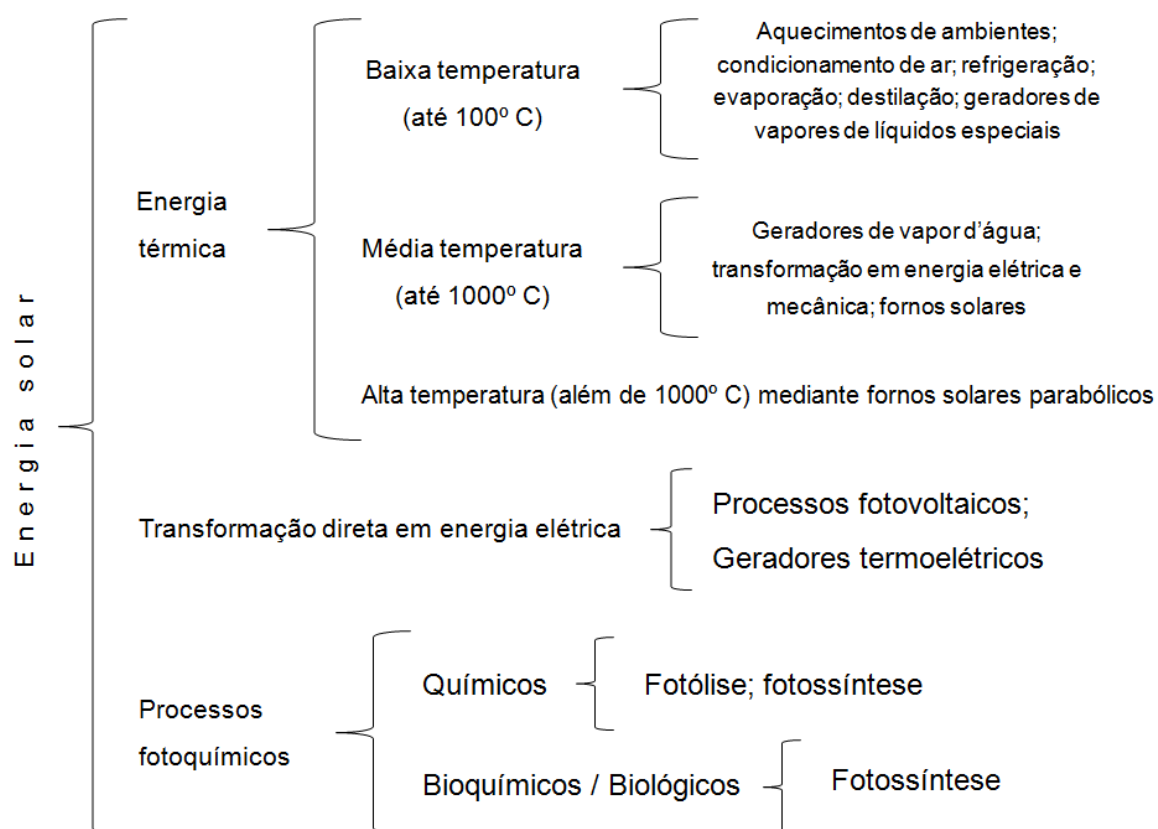 Energia solar
Energia
térmica
Baixa temperatura
(até 100º C)
Aquecimentos de ambientes;
condicionamento de ar; refrigeração;
evaporação; destilação; geradores de
vapores de líquidos especiais
Média temperatura
(até 1000º C)
Geradores de vapor d’água;
transformação em energia elétrica e
mecânica; fornos solares
Alta temperatura (além de 1000º C) mediante fornos solares parabólicos
Transformação direta em energia elétrica
Processos fotovoltaicos;
Geradores termoelétricos
Processos
fotoquímicos
Químicos
Fotólise; fotossíntese
Bioquímicos / Biológicos
Fotossíntese